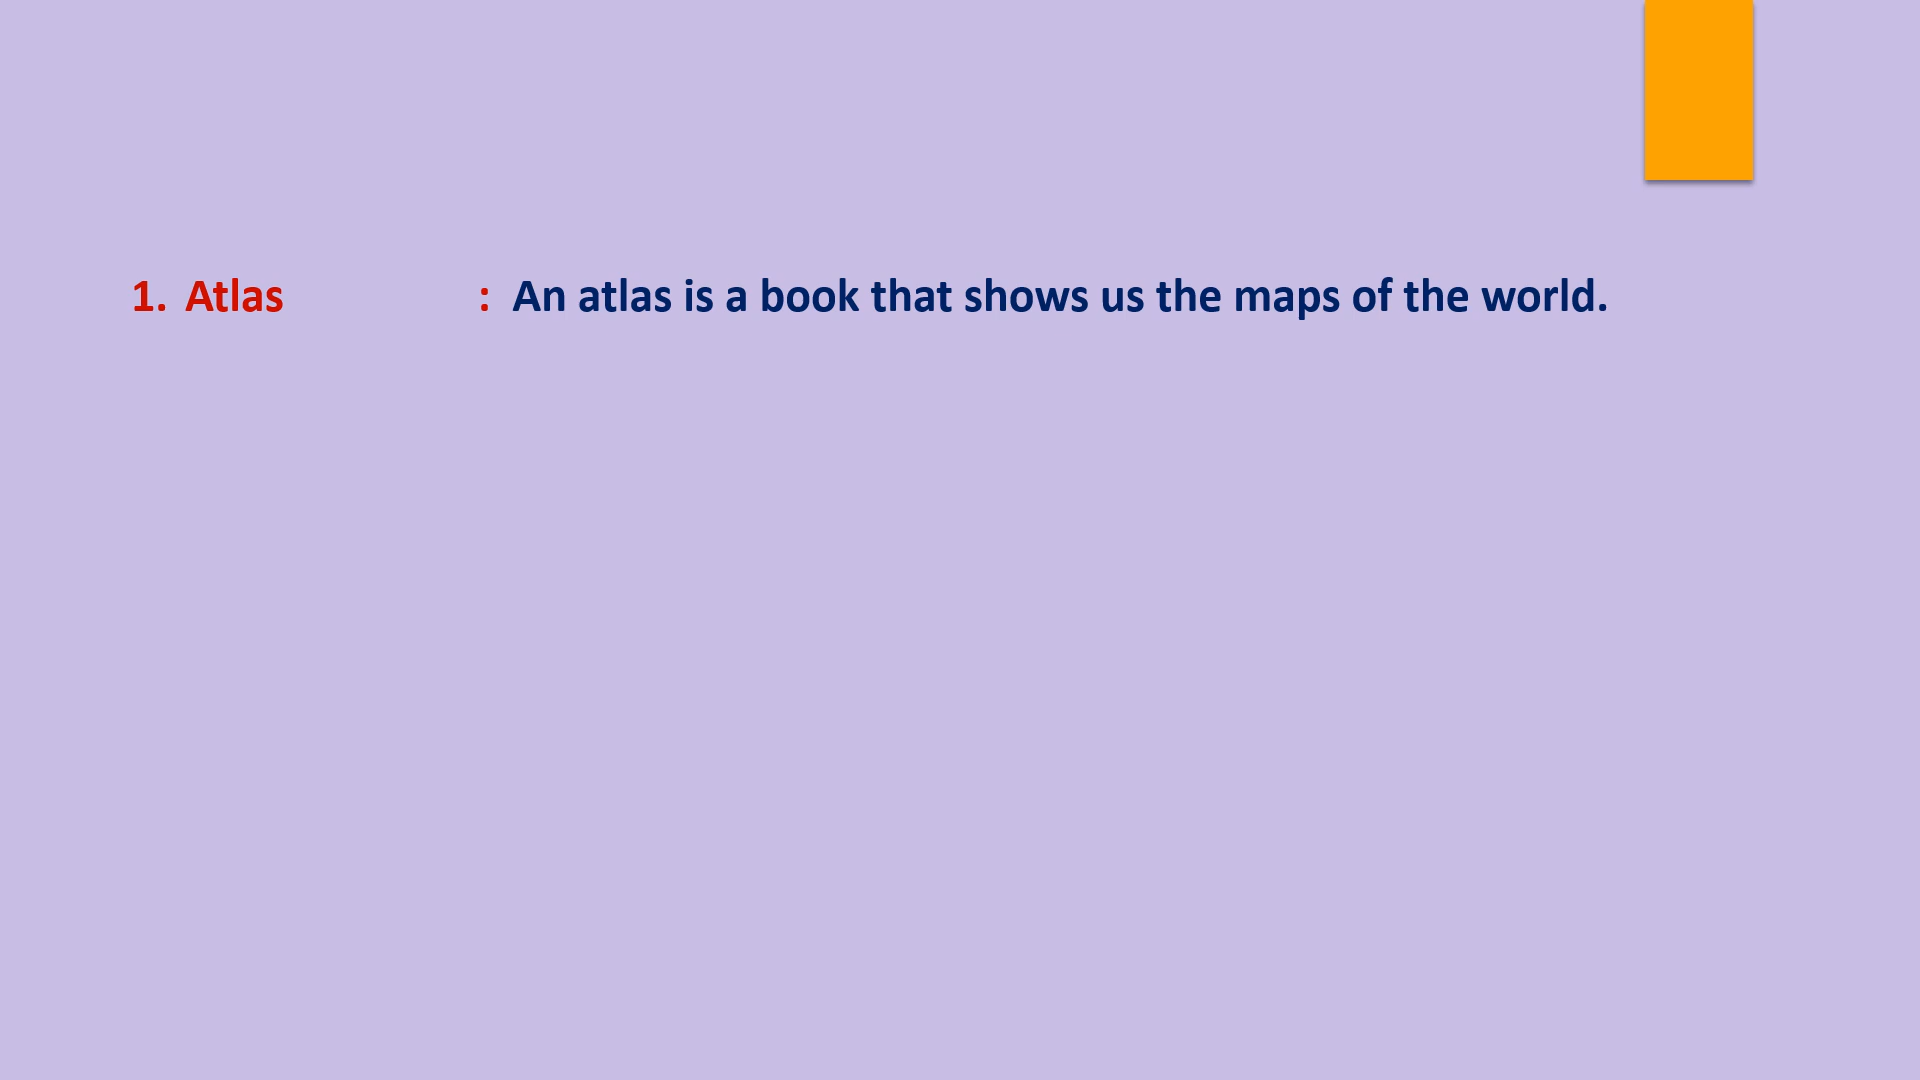 1. Atlas : An atlas is a book that shows us the maps of the world.